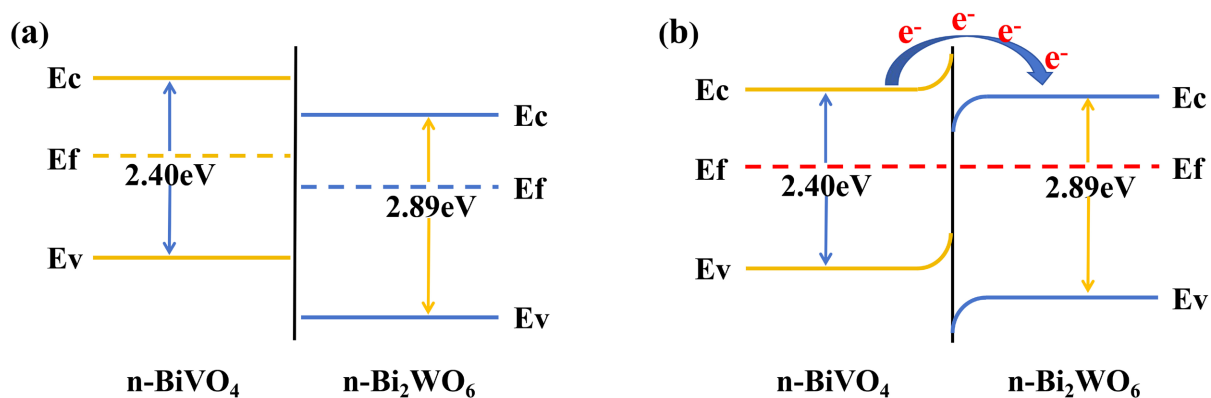 (a)
Ec
Ec
Ef
2.40eV
Ef
2.89eV
Ev
Ev
n-BiVO₄
n-Bi₂WO₆
(b)
e⁻
e⁻
e⁻
e⁻
Ec
Ec
Ef
Ef
2.40eV
2.89eV
Ev
Ev
n-BiVO₄
n-Bi₂WO₆